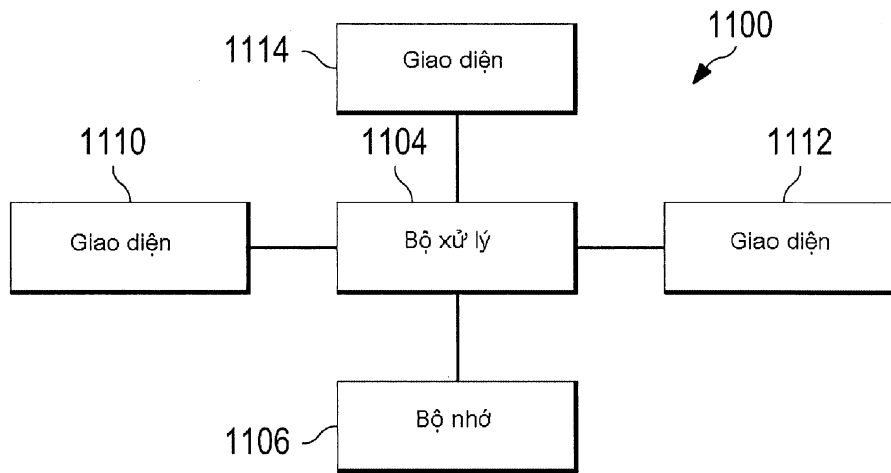 1114
Giao diện
1100
1110
1104
1112
Giao diện
Bộ xử lý
Giao diện
1106
Bộ nhớ